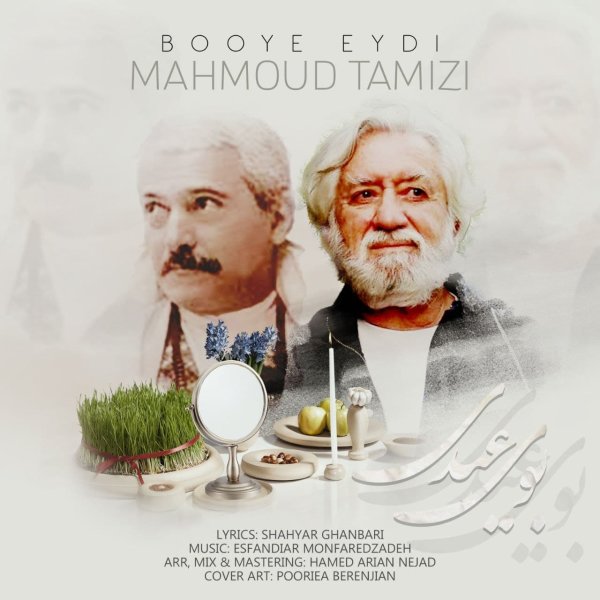 BOOYE EYDI
MAHMOUD TAMIZI
بوی عیدی
LYRICS: SHAHYAR GHANBARI
MUSIC: ESFANDIAR MONFAREDZADEH
ARR, MIX & MASTERING: HAMED ARIAN NEJAD
COVER ART: POORIEA BERENJIAN